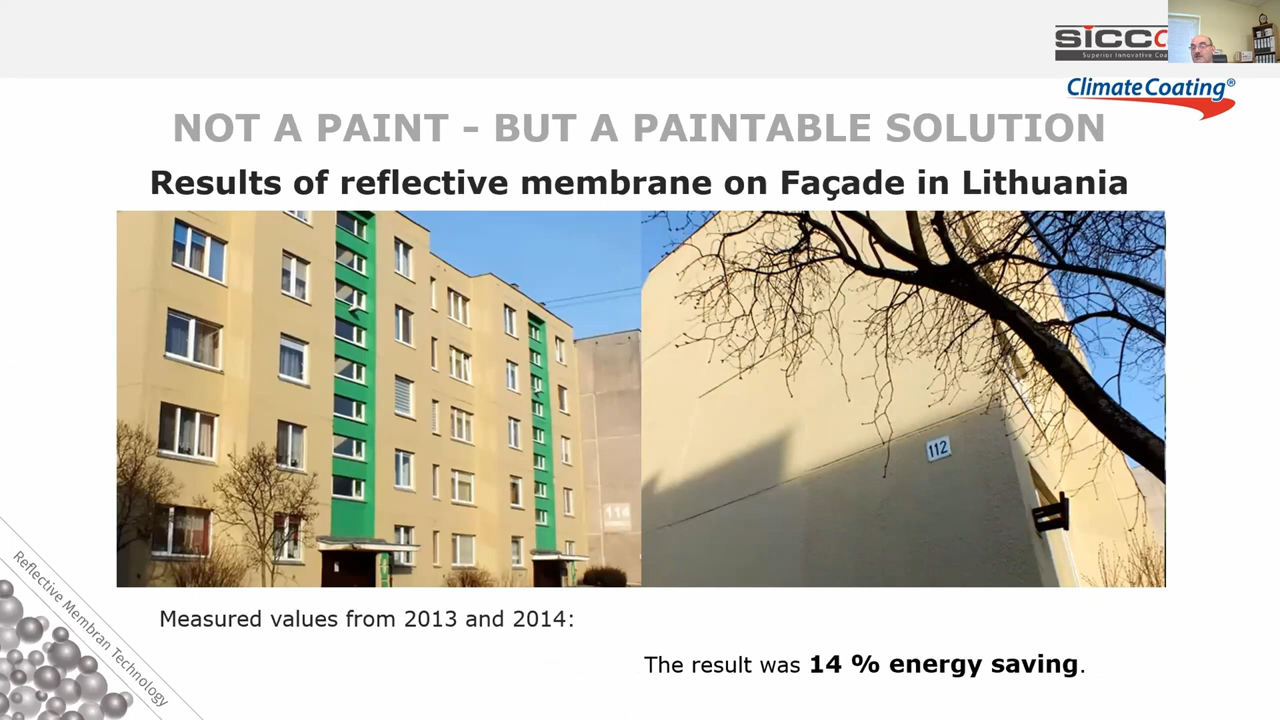 SICC
Superior Innovative Coa
ClimateCoating®
NOT A PAINT - BUT A PAINTABLE SOLUTION
Results of reflective membrane on Façade in Lithuania
112
114
Measured values from 2013 and 2014:
The result was 14 % energy saving.
Reflective Membran Technology